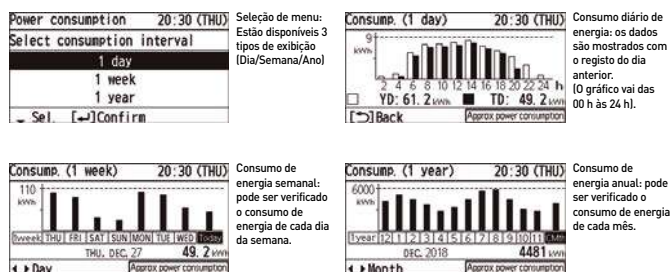 Power consumption 20:30 (THU)
Select consumption interval
1 day
1 week
1 year
Sel. [↵]Confirm
Seleção de menu:
Estão disponíveis 3
tipos de exibição
(Dia/Semana/Ano)
Consump. (1 day) 20:30 (THU)
9
kWh
2 4 6 8 10 12 14 16 18 20 22 24 h
YD: 61. 2 kWh TD: 49. 2 kWh
[⮌]Back Approx power consumption
Consumo diário de
energia: os dados
são mostrados com
o registo do dia
anterior.
(O gráfico vai das
00 h às 24 h).
Consump. (1 week) 20:30 (THU)
110
kWh
1week THU FRI SAT SUN MON TUE WED Today
THU. DEC. 27 49. 2 kWh
Day Approx power consumption
Consumo de
energia semanal:
pode ser verificado
o consumo de
energia de cada dia
da semana.
Consump. (1 year) 20:30 (THU)
6000
kWh
1year 12 1 2 3 4 5 6 7 8 9 10 11
DEC. 2018 4481 kWh
Month Approx power consumption
Consumo de
energia anual: pode
ser verificado o
consumo de energia
de cada mês.